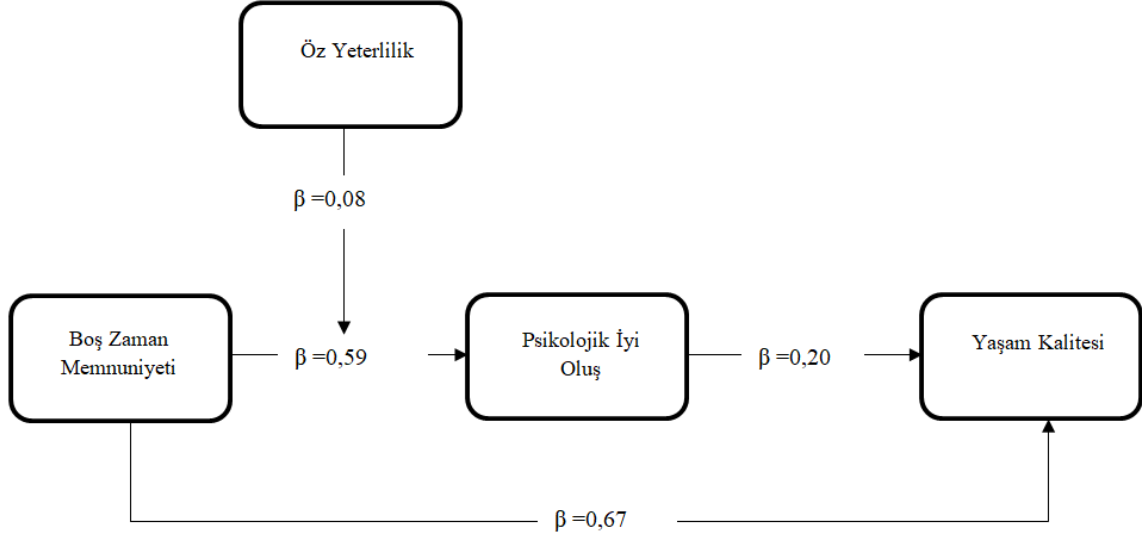 Öz Yeterlilik
β =0,08
Boş Zaman
Memnuniyeti
β =0,59
Psikolojik İyi
Oluş
β =0,20
Yaşam Kalitesi
β =0,67